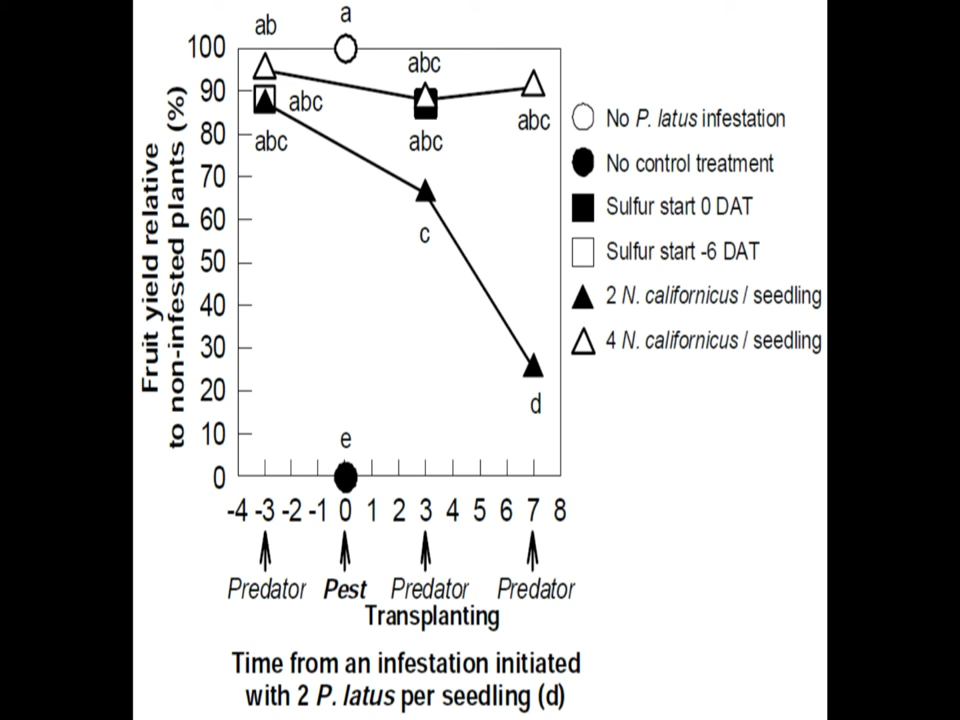 ab
a
abc
abc
abc
abc
abc
c
d
e
Fruit yield relative
to non-infested plants (%)
100
90
80
70
60
50
40
30
20
10
0
-4 -3 -2 -1 0 1 2 3 4 5 6 7 8
Predator Pest Predator Predator
Transplanting
Time from an infestation initiated
with 2 P. latus per seedling (d)
No P. latus infestation
No control treatment
Sulfur start 0 DAT
Sulfur start -6 DAT
2 N. californicus / seedling
4 N. californicus / seedling